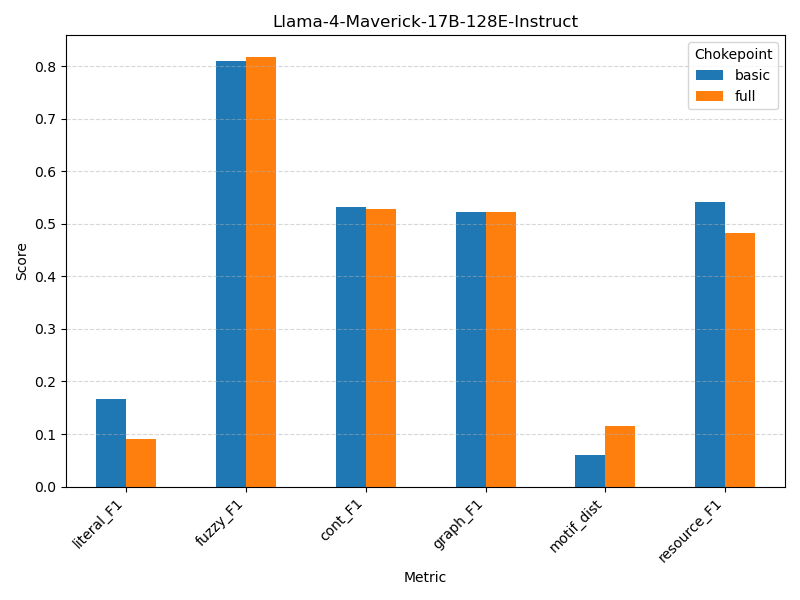 Llama-4-Maverick-17B-128E-Instruct
Chokepoint
basic
full
Score
0.8
0.7
0.6
0.5
0.4
0.3
0.2
0.1
0.0
literal_F1
fuzzy_F1
cont_F1
graph_F1
motif_dist
resource_F1
Metric